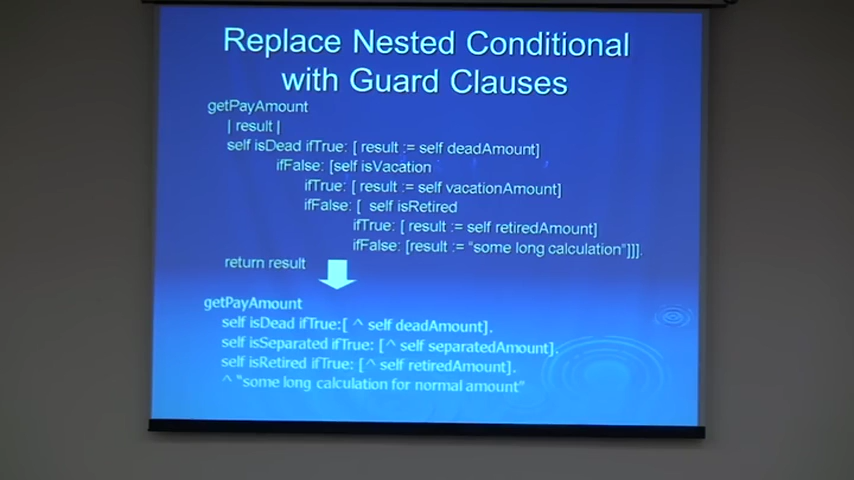 Replace Nested Conditional
with Guard Clauses
getPayAmount
| result |
self isDead ifTrue: [ result := self deadAmount]
ifFalse: [self isVacation
ifTrue: [ result := self vacationAmount]
ifFalse: [ self isRetired
ifTrue: [ result := self retiredAmount]
ifFalse: [result := "some long calculation"]]].
return result
getPayAmount
self isDead ifTrue:[ ^ self deadAmount].
self isSeparated ifTrue: [^ self separatedAmount].
self isRetired ifTrue: [^ self retiredAmount].
^ "some long calculation for normal amount"